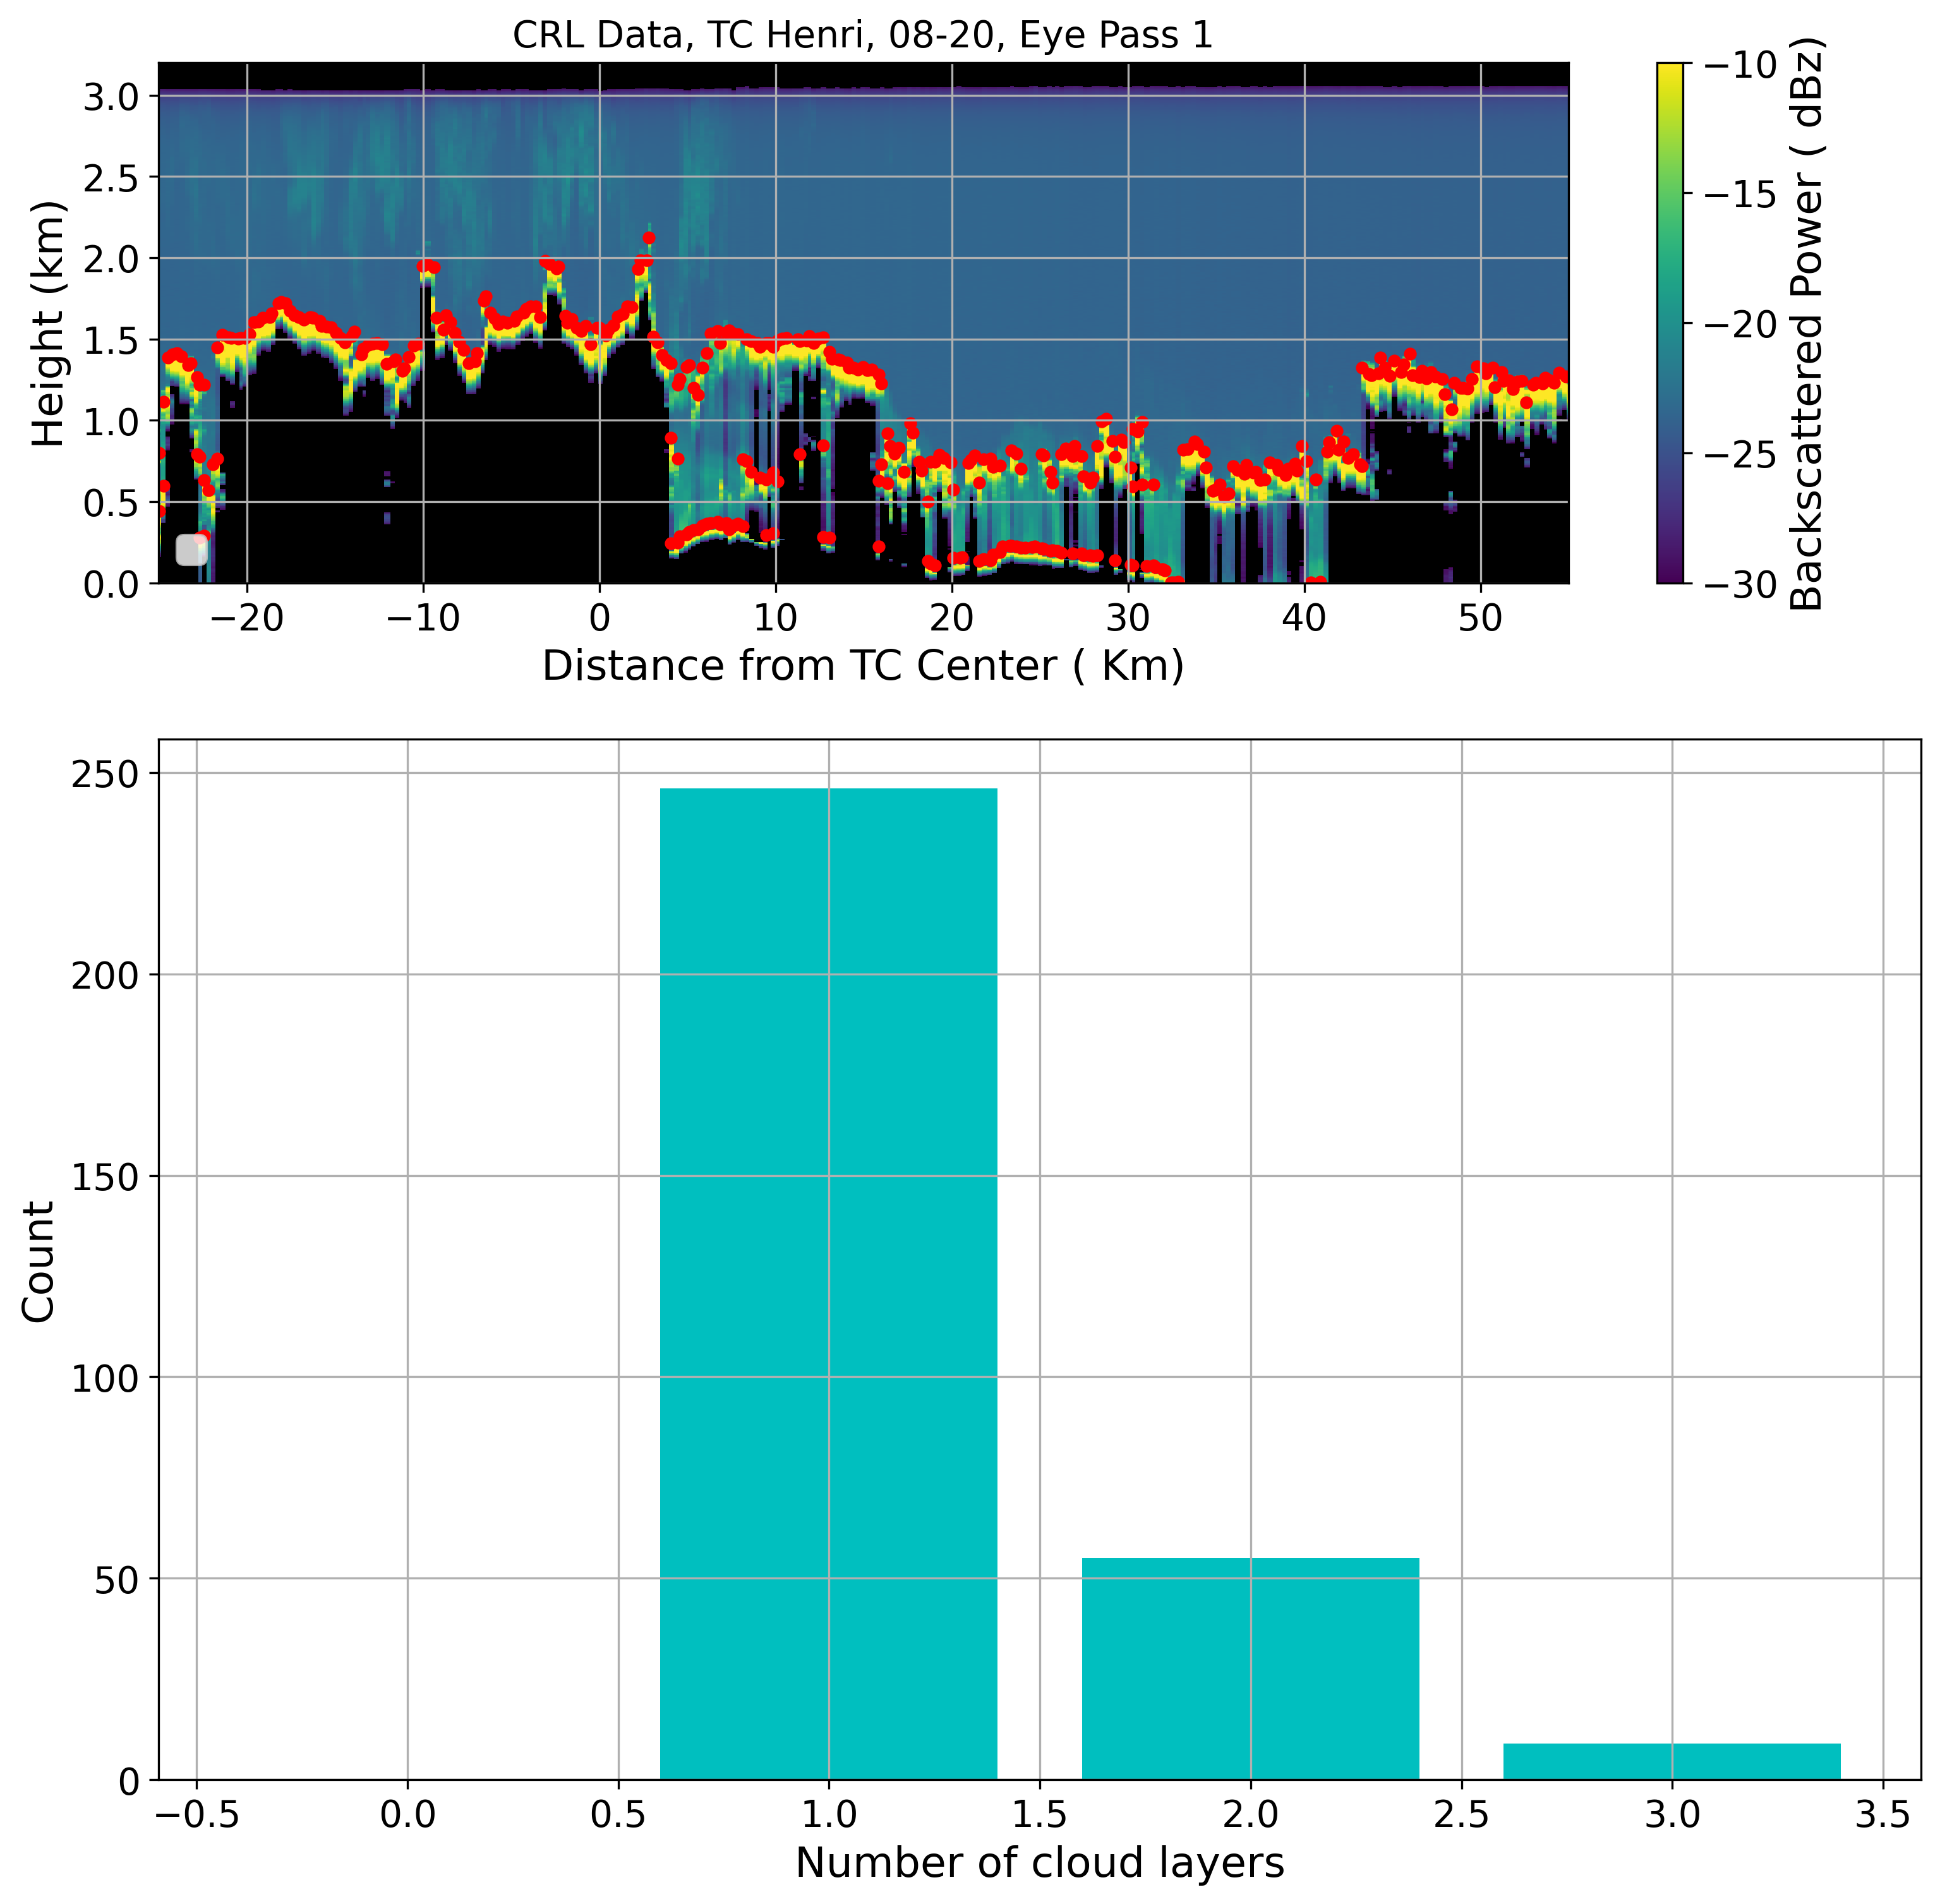 CRL Data, TC Henri, 08-20, Eye Pass 1
Height (km)
3.0
2.5
2.0
1.5
1.0
0.5
0.0
−20 −10 0 10 20 30 40 50
Distance from TC Center ( Km)
−10
−15
−20
−25
−30
Backscattered Power ( dBz)
Count
250
200
150
100
50
0
−0.5 0.0 0.5 1.0 1.5 2.0 2.5 3.0 3.5
Number of cloud layers